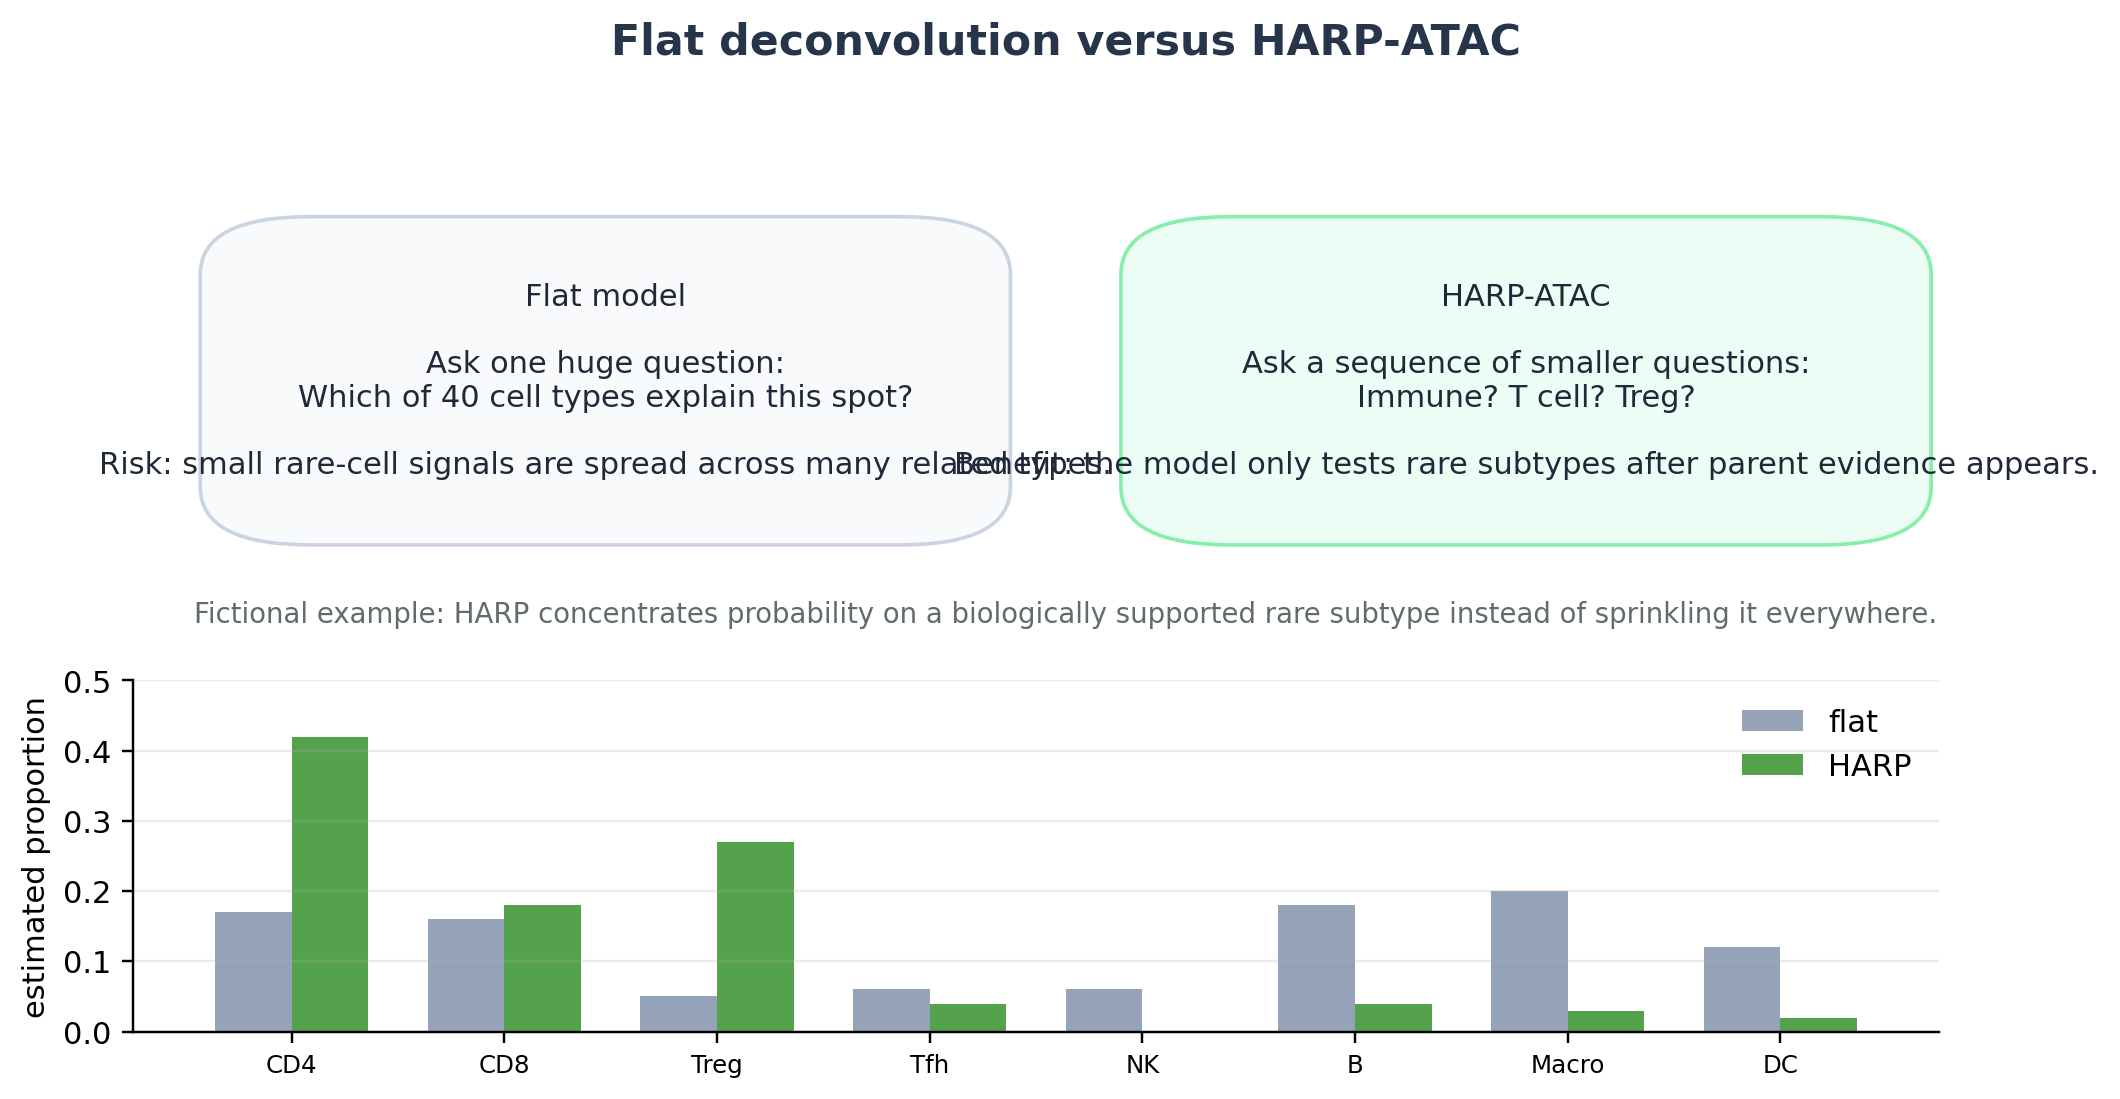 Flat deconvolution versus HARP-ATAC
Flat model
Ask one huge question:
Which of 40 cell types explain this spot?
Risk: small rare-cell signals are spread across many related types.
HARP-ATAC
Ask a sequence of smaller questions:
Immune? T cell? Treg?
Benefit: the model only tests rare subtypes after parent evidence appears.
Fictional example: HARP concentrates probability on a biologically supported rare subtype instead of sprinkling it everywhere.
estimated proportion
0.5
0.4
0.3
0.2
0.1
0.0
flat
HARP
CD4 CD8 Treg Tfh NK B Macro DC